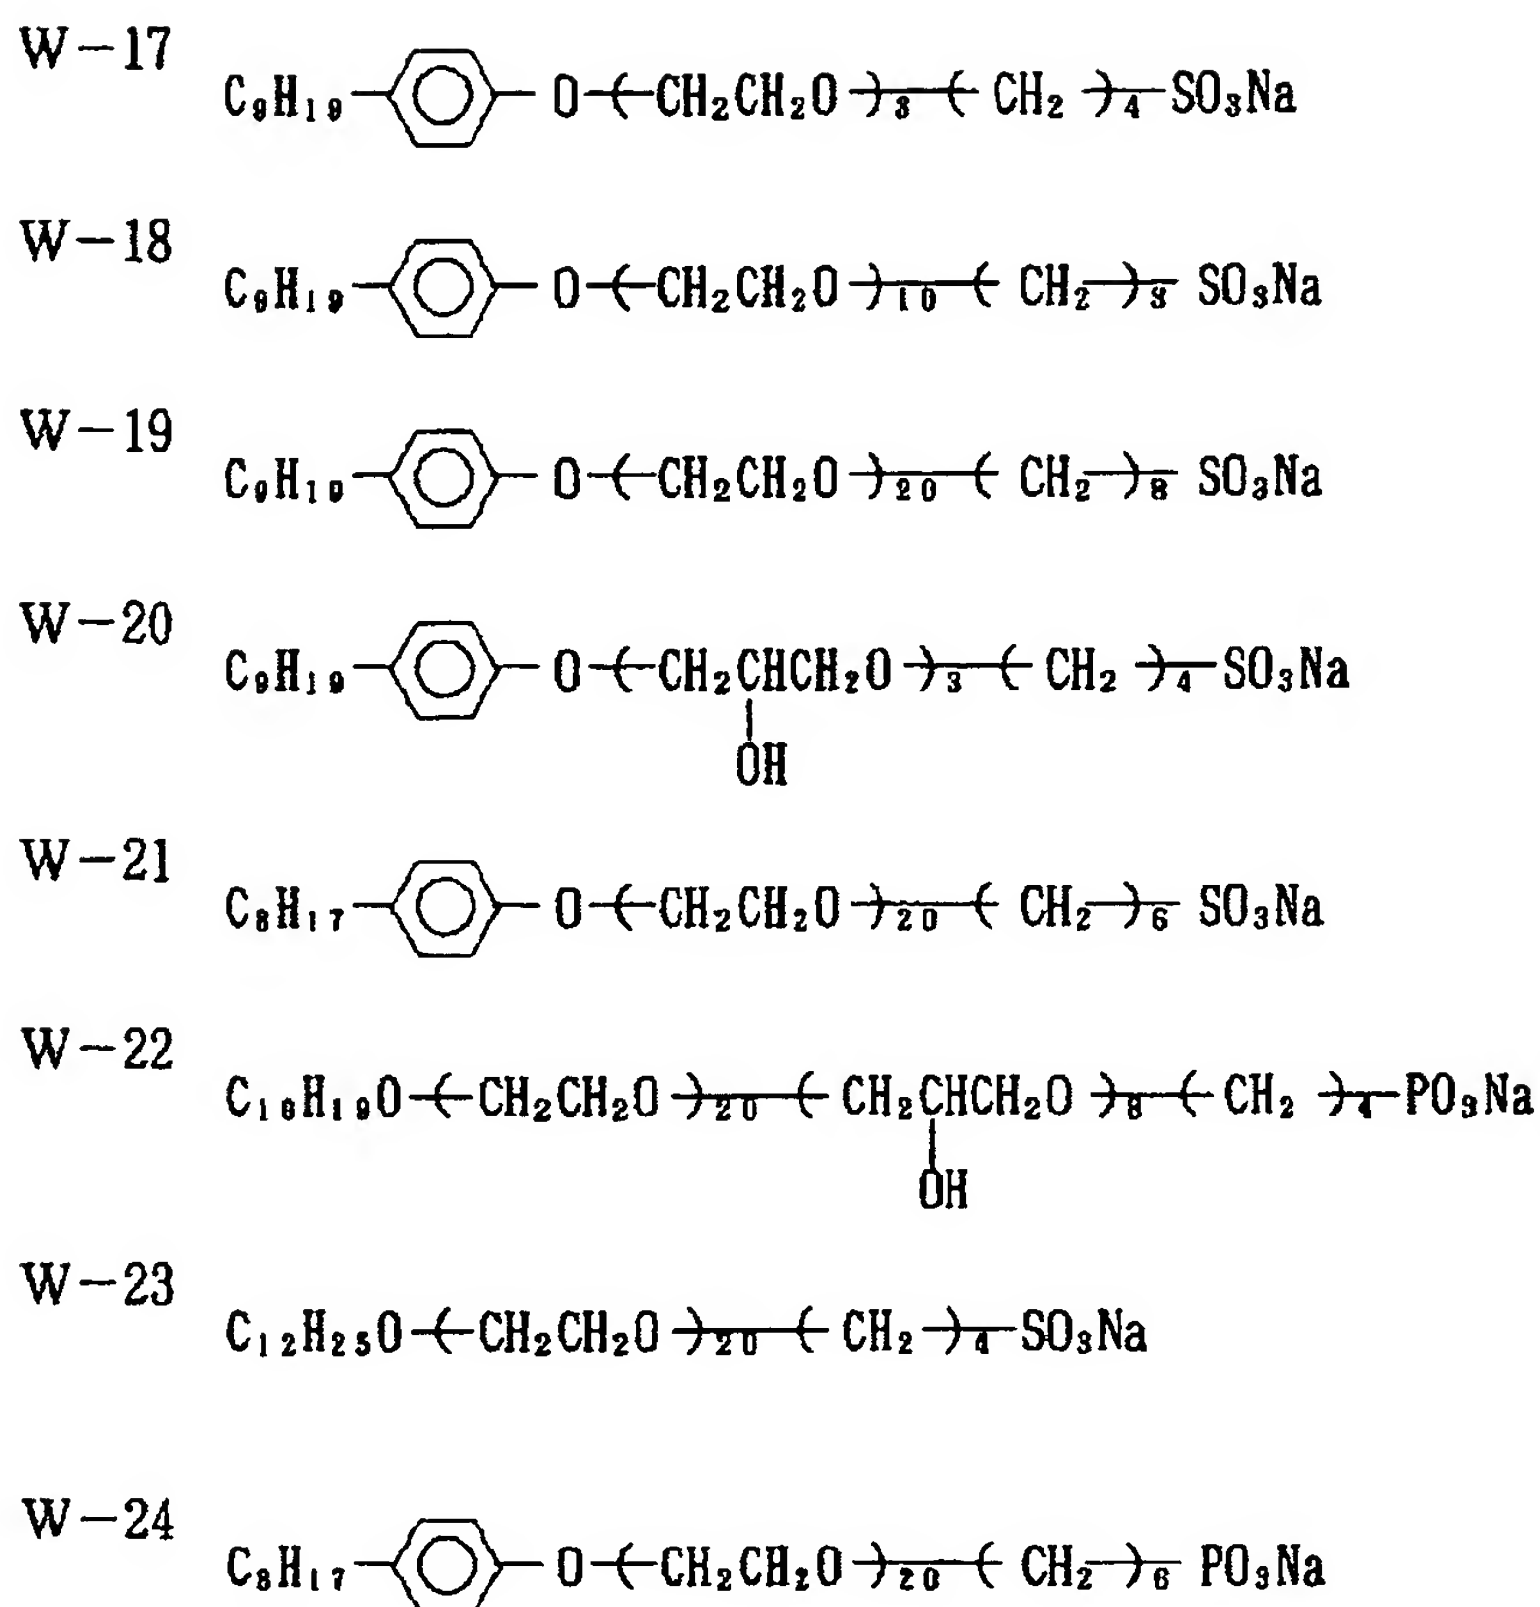 W-17
C₉H₁₉ O-(CH₂CH₂O)₃-(CH₂)₄-SO₃Na
W-18
C₉H₁₉ O-(CH₂CH₂O)₁₀-(CH₂)₃ SO₃Na
W-19
C₉H₁₉ O-(CH₂CH₂O)₂₀-(CH₂)₈ SO₃Na
W-20
C₉H₁₉ O-(CH₂CHCH₂O)₃-(CH₂)₄-SO₃Na
OH
W-21
C₈H₁₇ O-(CH₂CH₂O)₂₀-(CH₂)₆ SO₃Na
W-22
C₁₆H₁₉O-(CH₂CH₂O)₂₀-(CH₂CHCH₂O)₈-(CH₂)₄-PO₃Na
OH
W-23
C₁₂H₂₅O-(CH₂CH₂O)₂₀-(CH₂)₄-SO₃Na
W-24
C₈H₁₇ O-(CH₂CH₂O)₂₀-(CH₂)₆ PO₃Na